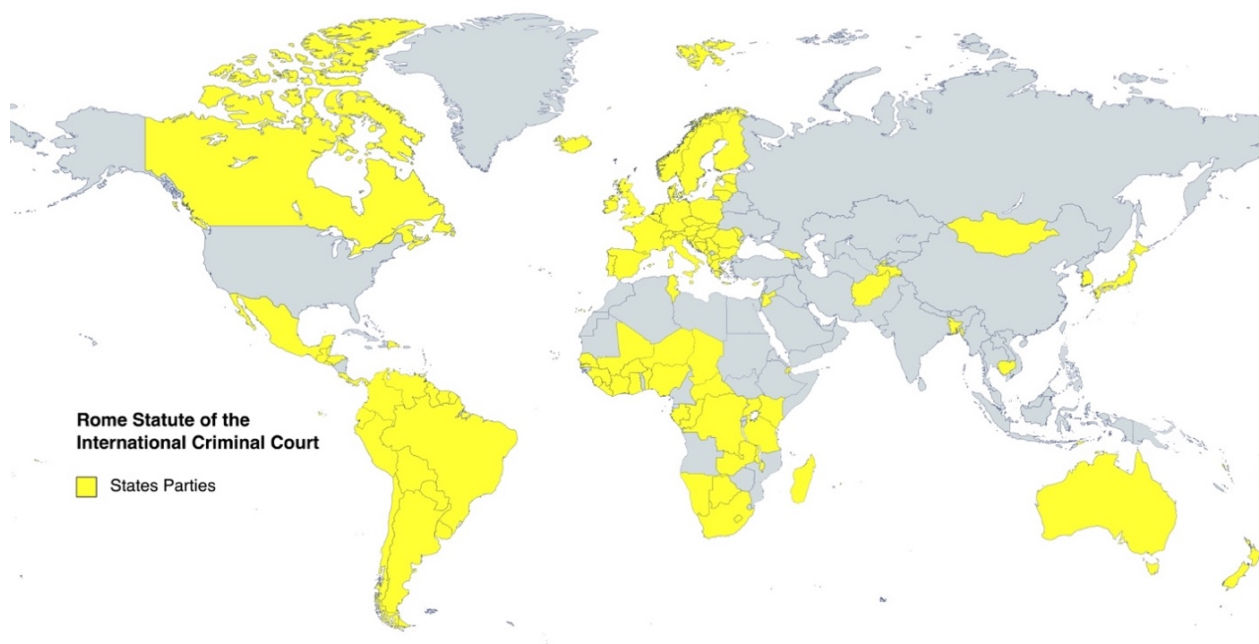 Rome Statute of the
International Criminal Court
States Parties